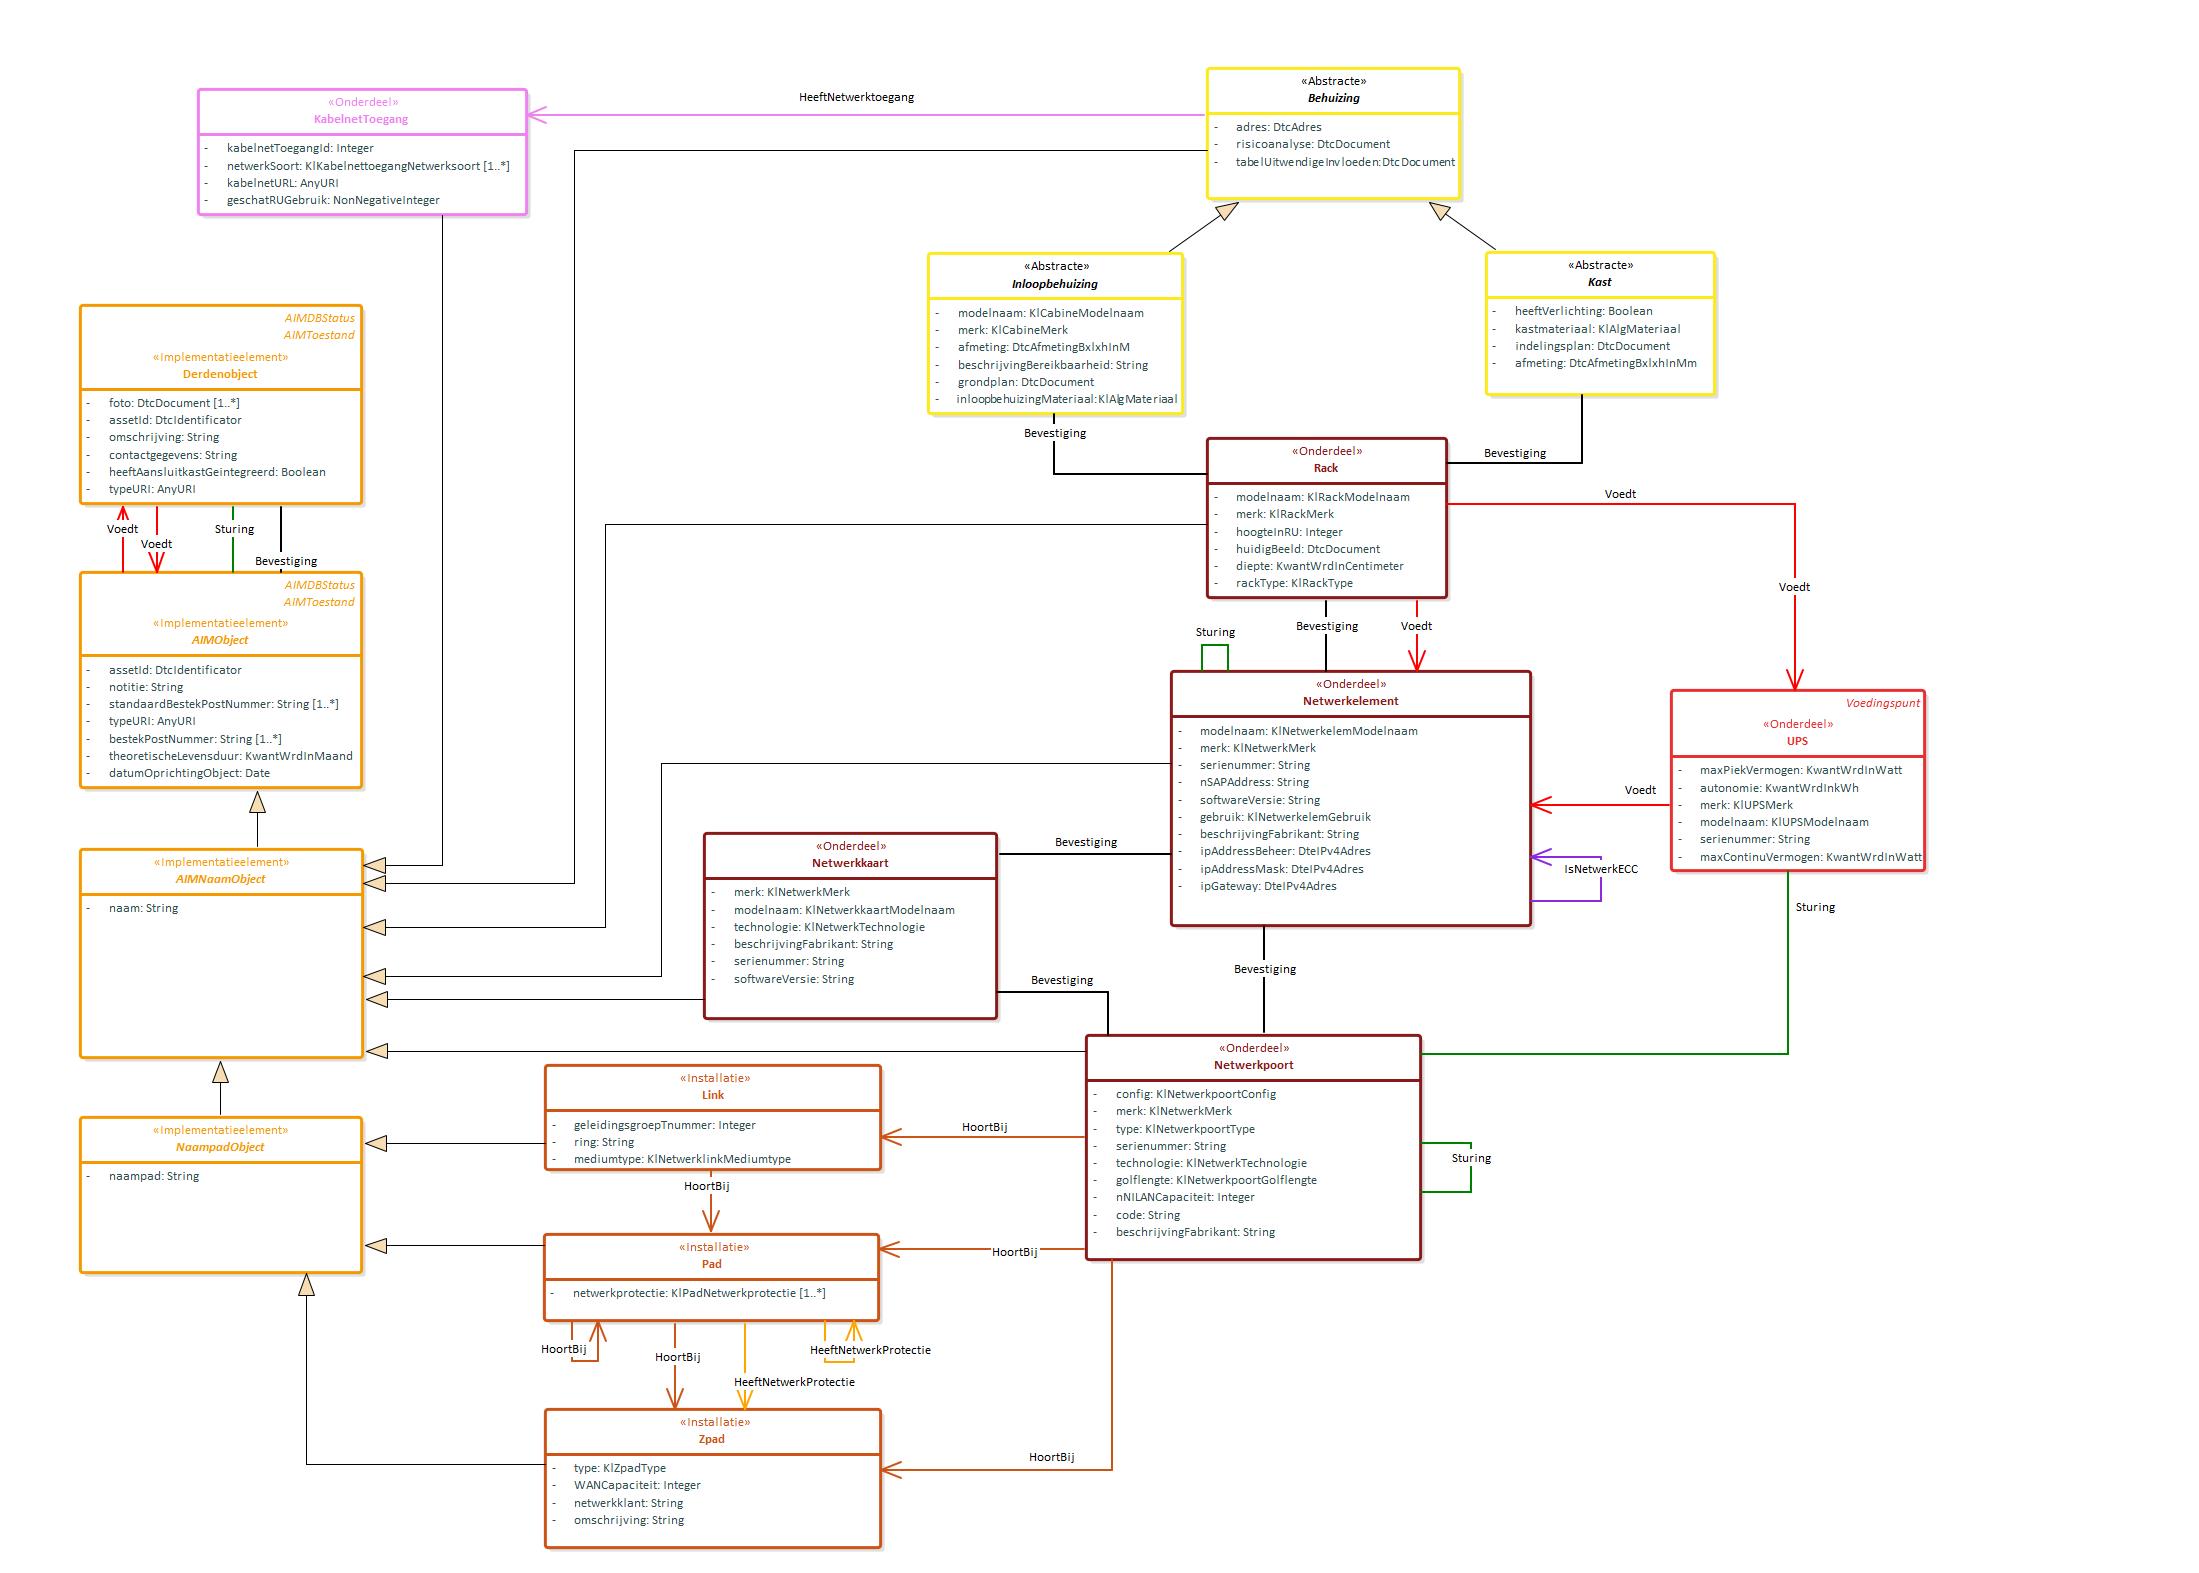 HeeftNetwerktoegang
«Onderdeel»
KabelnetToegang
- kabelnetToegangId: Integer
- netwerkSoort: KlKabelnettoegangNetwerksoort [1..*]
- kabelnetURL: AnyURI
- geschatRUGebruik: NonNegativeInteger
«Abstracte»
Behuizing
- adres: DtcAdres
- risicoanalyse: DtcDocument
- tabelUitwendigeInvloeden: DtcDocument
«Abstracte»
Inloopbehuizing
- modelnaam: KlCabineModelnaam
- merk: KlCabineMerk
- afmeting: DtcAfmetingBxlxhInM
- beschrijvingBereikbaarheid: String
- grondplan: DtcDocument
- inloopbehuizingMateriaal: KlAlgMateriaal
«Abstracte»
Kast
- heeftVerlichting: Boolean
- kastmateriaal: KlAlgMateriaal
- indelingsplan: DtcDocument
- afmeting: DtcAfmetingBxlxhInMm
AIMDBStatus
AIMToestand
«Implementatieelement»
Derdenobject
- foto: DtcDocument [1..*]
- assetId: DtcIdentificator
- omschrijving: String
- contactgegevens: String
- heeftAansluitkastGeintegreerd: Boolean
- typeURI: AnyURI
Voedt
Voedt
Sturing
Bevestiging
AIMDBStatus
AIMToestand
«Implementatieelement»
AIMObject
- assetId: DtcIdentificator
- notitie: String
- standaardBestekPostNummer: String [1..*]
- typeURI: AnyURI
- bestekPostNummer: String [1..*]
- theoretischeLevensduur: KwantWrdInMaand
- datumOprichtingObject: Date
Bevestiging
Bevestiging
«Onderdeel»
Rack
- modelnaam: KlRackModelnaam
- merk: KlRackMerk
- hoogteInRU: Integer
- huidigBeeld: DtcDocument
- diepte: KwantWrdInCentimeter
- rackType: KlRackType
Voedt
Voedt
Sturing
Bevestiging
Voedt
«Onderdeel»
Netwerkelement
- modelnaam: KlNetwerkelemModelnaam
- merk: KlNetwerkMerk
- serienummer: String
- nSAPAddress: String
- softwareVersie: String
- gebruik: KlNetwerkelemGebruik
- beschrijvingFabrikant: String
- ipAddressBeheer: DteIPv4Adres
- ipAddressMask: DteIPv4Adres
- ipGateway: DteIPv4Adres
Voedingspunt
«Onderdeel»
UPS
- maxPiekVermogen: KwantWrdInWatt
- autonomie: KwantWrdInkWh
- merk: KlUPSMerk
- modelnaam: KlUPSModelnaam
- serienummer: String
- maxContinuVermogen: KwantWrdInWatt
Voedt
IsNetwerkECC
Sturing
«Implementatieelement»
AIMNaamObject
- naam: String
«Onderdeel»
Netwerkkaart
- merk: KlNetwerkMerk
- modelnaam: KlNetwerkkaartModelnaam
- technologie: KlNetwerkTechnologie
- beschrijvingFabrikant: String
- serienummer: String
- softwareVersie: String
Bevestiging
Bevestiging
Bevestiging
«Onderdeel»
Netwerkpoort
- config: KlNetwerkpoortConfig
- merk: KlNetwerkMerk
- type: KlNetwerkpoortType
- serienummer: String
- technologie: KlNetwerkTechnologie
- golflengte: KlNetwerkpoortGolflengte
- nNILANCapaciteit: Integer
- code: String
- beschrijvingFabrikant: String
Sturing
«Installatie»
Link
- geleidingsgroepTnummer: Integer
- ring: String
- mediumtype: KlNetwerklinkMediumtype
HoortBij
HoortBij
«Implementatieelement»
NaampadObject
- naampad: String
«Installatie»
Pad
- netwerkprotectie: KlPadNetwerkprotectie [1..*]
HoortBij
HoortBij
HoortBij
HeeftNetwerkProtectie
HeeftNetwerkProtectie
«Installatie»
Zpad
- type: KlZpadType
- WANCapaciteit: Integer
- netwerkklant: String
- omschrijving: String
HoortBij